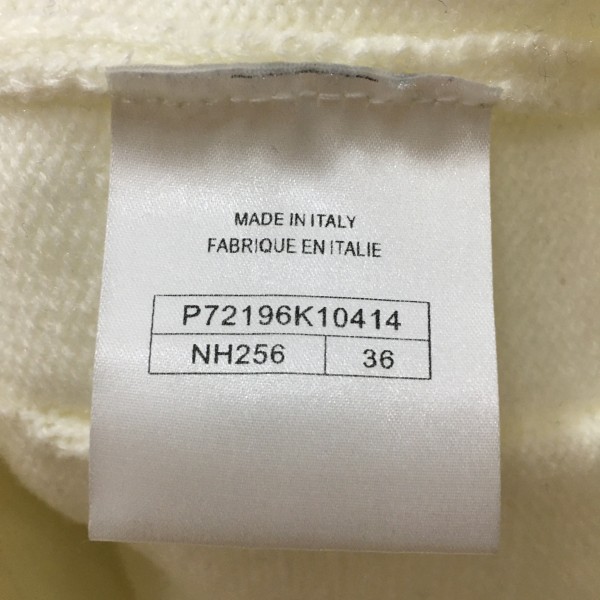 MADE IN ITALY
FABRIQUE EN ITALIE
P72196K10414
NH256 36